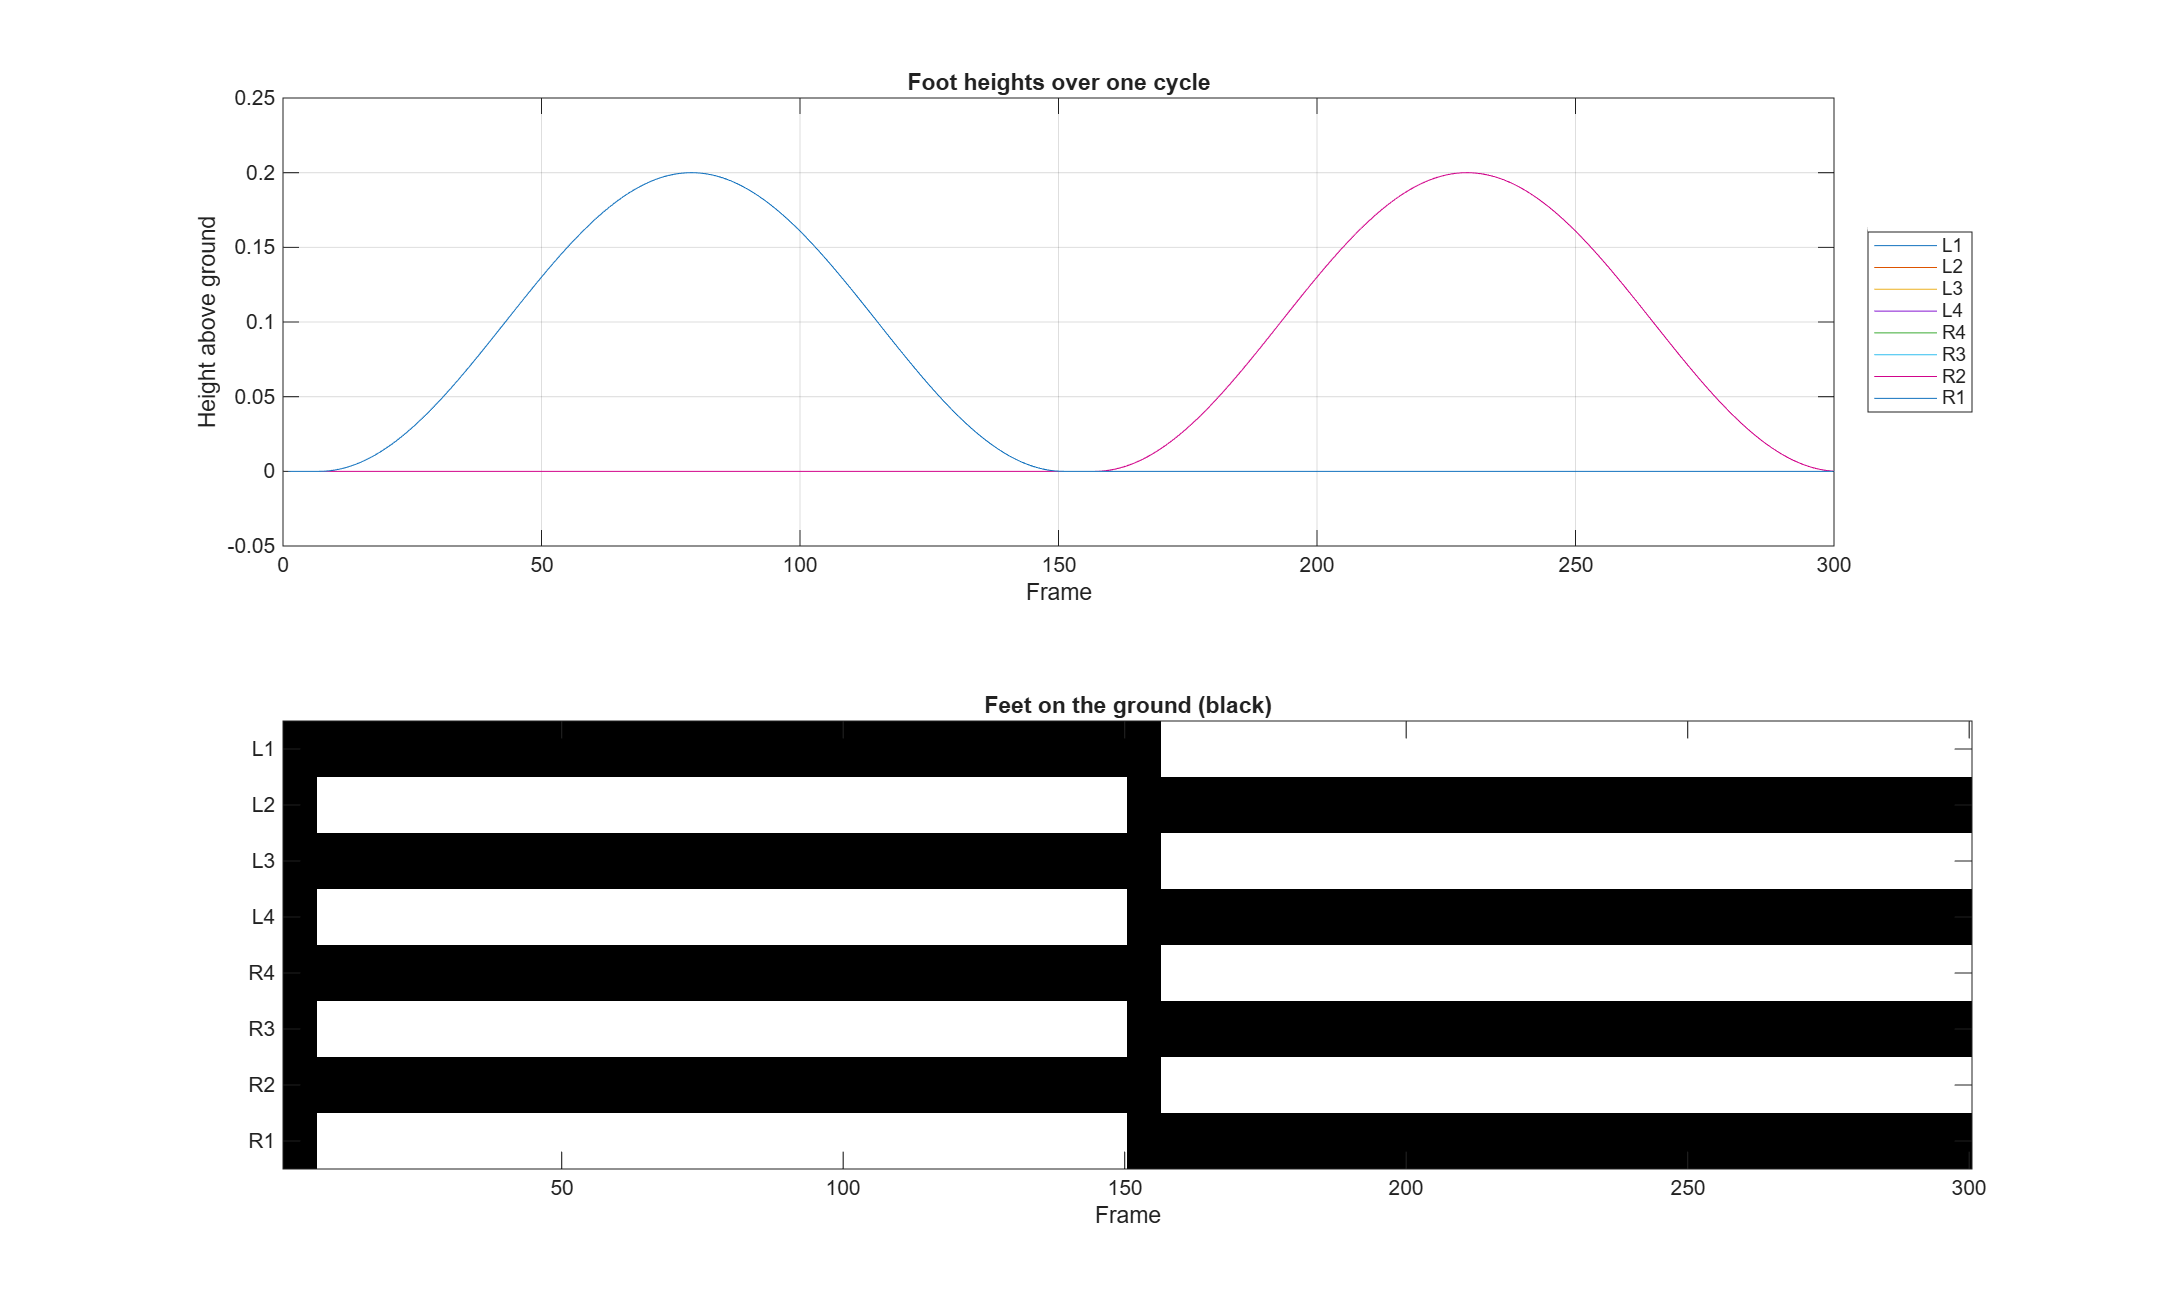 Foot heights over one cycle
0.25
0.2
0.15
0.1
0.05
0
-0.05
Height above ground
0 50 100 150 200 250 300
Frame
L1
L2
L3
L4
R4
R3
R2
R1
Feet on the ground (black)
L1
L2
L3
L4
R4
R3
R2
R1
50 100 150 200 250 300
Frame